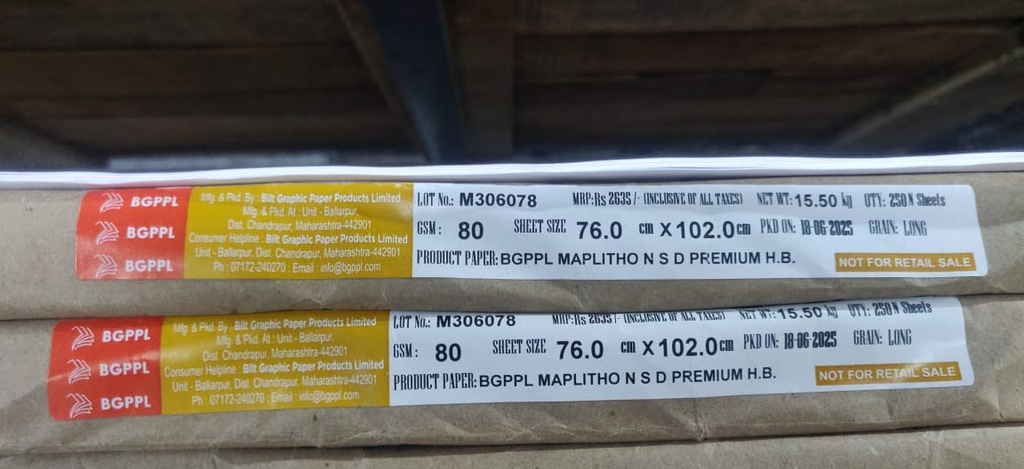 BGPPL
BGPPL
BGPPL
Mfg. & Pkd. By : Bilt Graphic Paper Products Limited
Mfg. & Pkd. At : Unit - Ballarpur,
Dist. Chandrapur, Maharashtra-442901
Consumer Helpline : Bilt Graphic Paper Products Limited
Unit - Ballarpur, Dist. Chandrapur, Maharashtra-442901
Ph : 07172-240270 : Email : info@bgppl.com
LOT No.: M306078 MRP: Rs 2635 /- (INCLUSIVE OF ALL TAXES) NET WT: 15.50 kg QTY: 250 N Sheets
GSM : 80 SHEET SIZE 76.0 cm X 102.0 cm PKD ON: 18-06-2025 GRAIN: LONG
PRODUCT PAPER: BGPPL MAPLITHO N S D PREMIUM H.B. NOT FOR RETAIL SALE
BGPPL
BGPPL
BGPPL
Mfg. & Pkd. By : Bilt Graphic Paper Products Limited
Mfg. & Pkd. At : Unit - Ballarpur,
Dist. Chandrapur, Maharashtra-442901
Consumer Helpline : Bilt Graphic Paper Products Limited
Unit - Ballarpur, Dist. Chandrapur, Maharashtra-442901
Ph : 07172-240270 : Email : info@bgppl.com
LOT No.: M306078 MRP: Rs 2635 /- (INCLUSIVE OF ALL TAXES) NET WT: 15.50 kg QTY: 250 N Sheets
GSM : 80 SHEET SIZE 76.0 cm X 102.0 cm PKD ON: 18-06-2025 GRAIN: LONG
PRODUCT PAPER: BGPPL MAPLITHO N S D PREMIUM H.B. NOT FOR RETAIL SALE